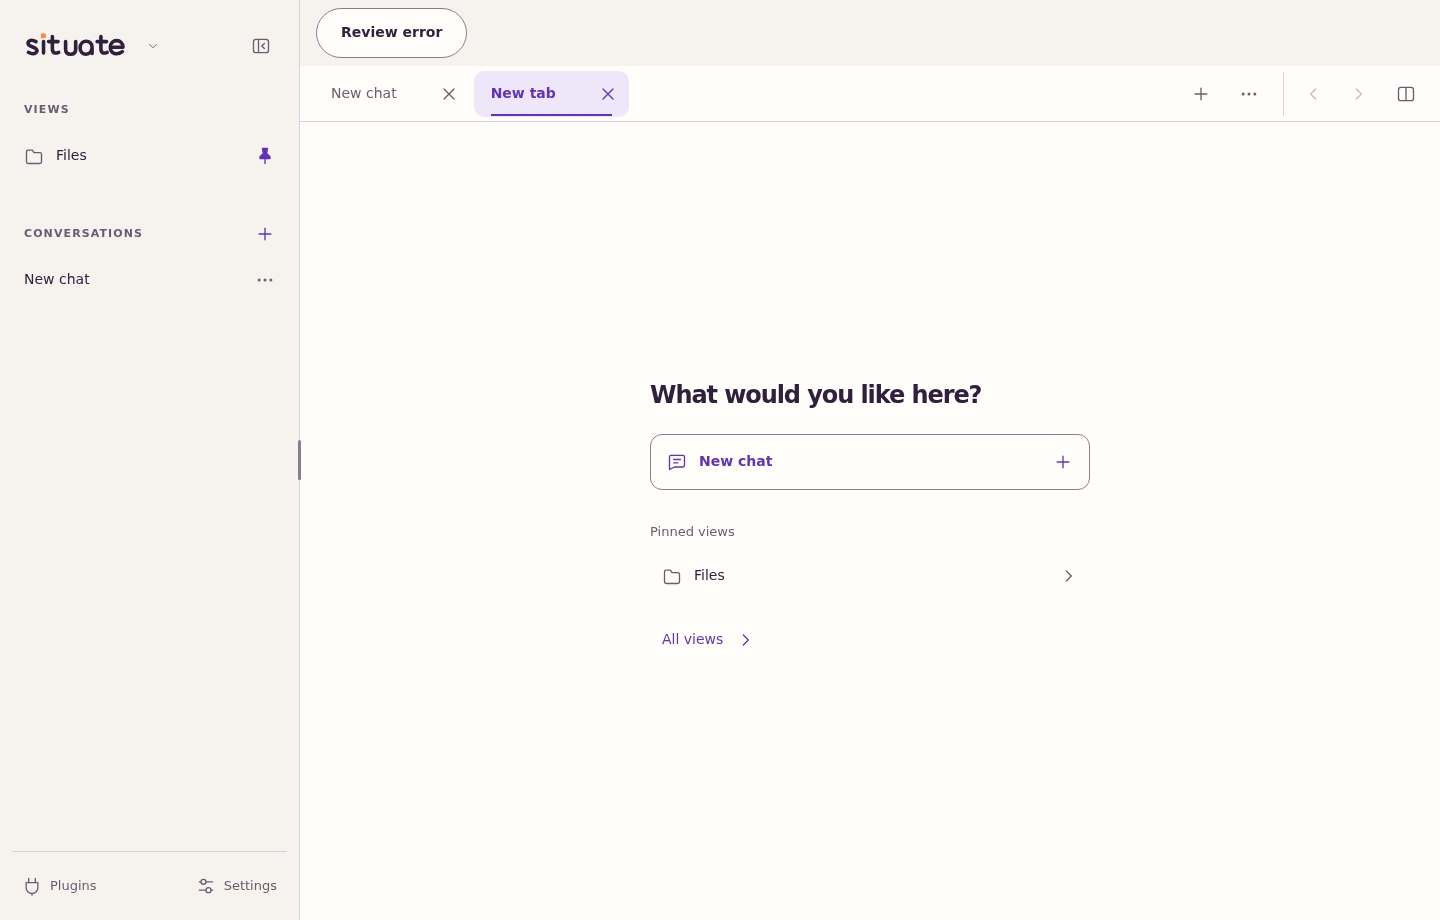 situate
VIEWS
Files
CONVERSATIONS
New chat
Plugins
Settings
Review error
New chat
New tab
What would you like here?
New chat
Pinned views
Files
All views